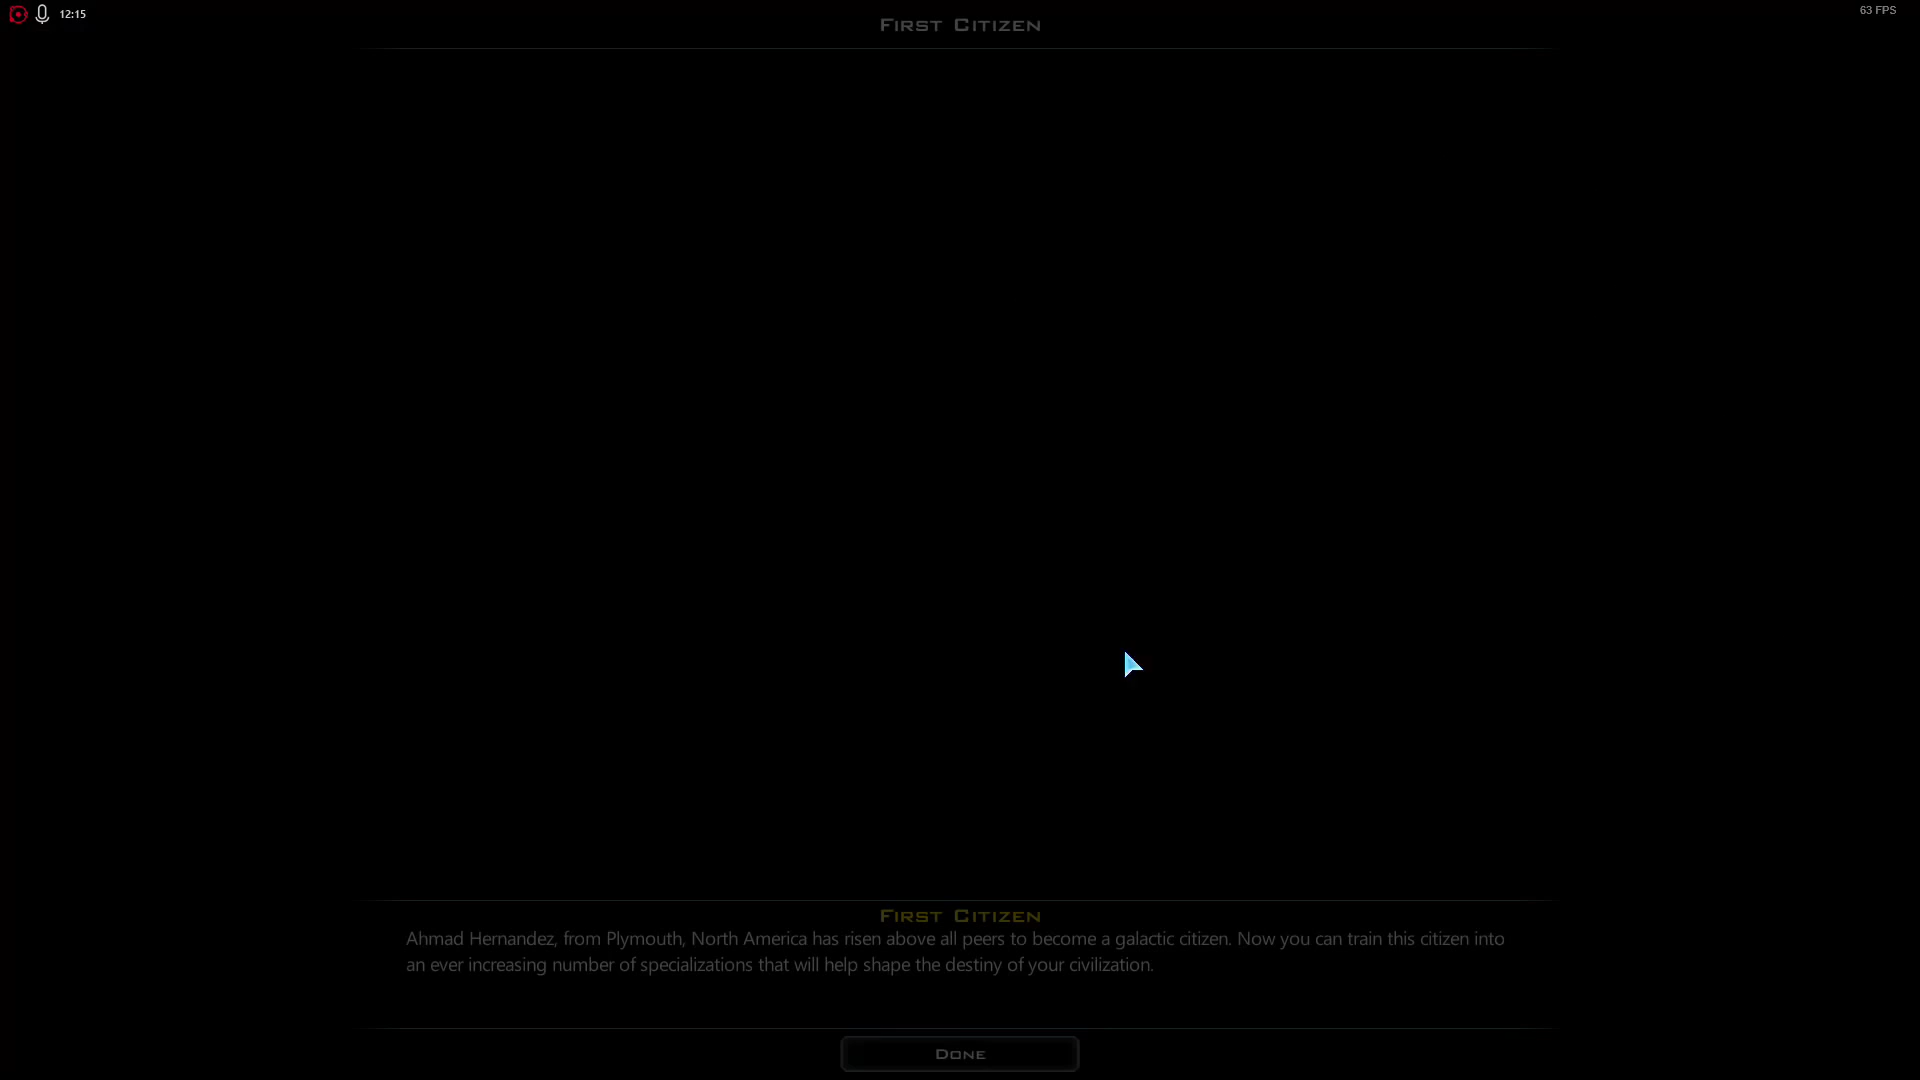 12:15
63 FPS
First Citizen
First Citizen
Ahmad Hernandez, from Plymouth, North America has risen above all peers to become a galactic citizen. Now you can train this citizen into
an ever increasing number of specializations that will help shape the destiny of your civilization.
Done